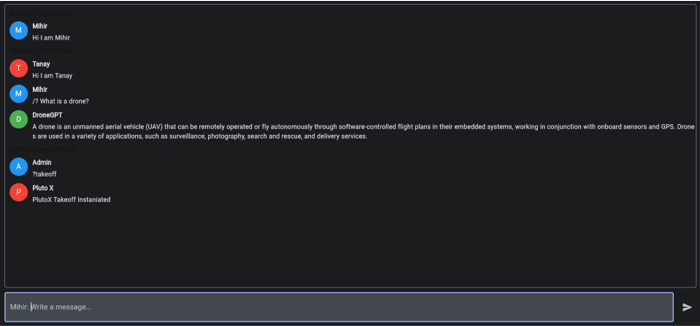 M
Mihir
Hi I am Mihir
T
Tanay
Hi I am Tanay
M
Mihir
/? What is a drone?
D
DroneGPT
A drone is an unmanned aerial vehicle (UAV) that can be remotely operated or fly autonomously through software-controlled flight plans in their embedded systems, working in conjunction with onboard sensors and GPS. Drone
s are used in a variety of applications, such as surveillance, photography, search and rescue, and delivery services.
A
Admin
?takeoff
P
Pluto X
PlutoX Takeoff Instaniated
Mihir: Write a message...